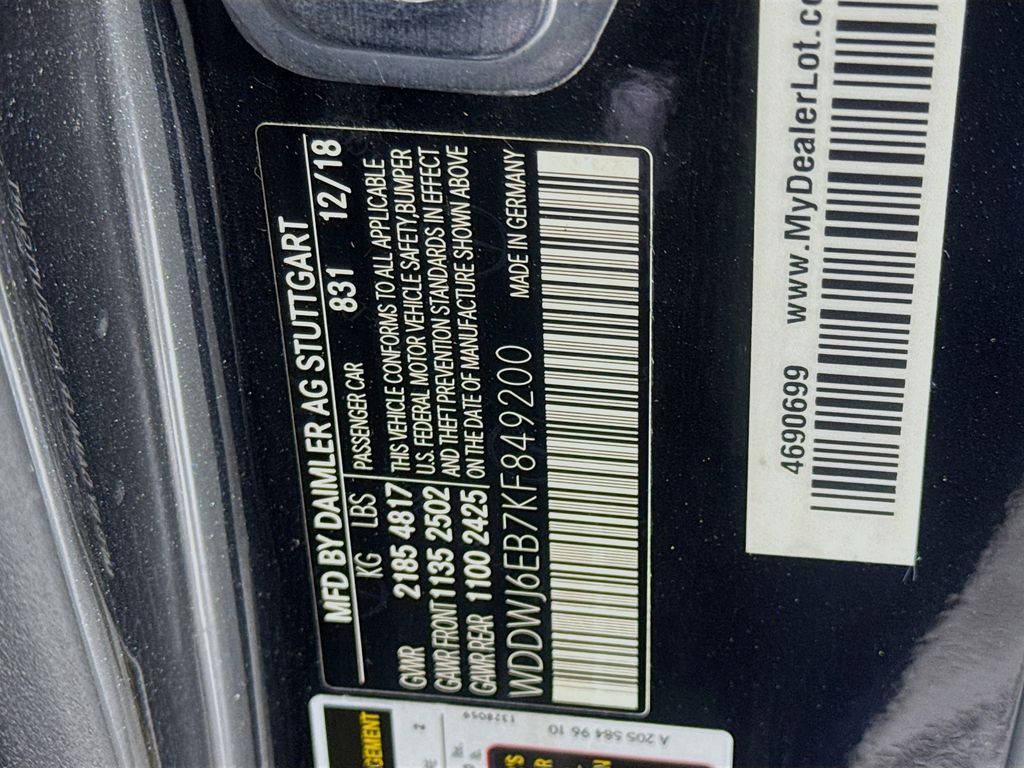 MFD BY DAIMLER AG STUTTGART
KG LBS PASSENGER CAR 831 12/18
GVWR 2185 4817 THIS VEHICLE CONFORMS TO ALL APPLICABLE
GAWR FRONT 1135 2502 U.S. FEDERAL MOTOR VEHICLE SAFETY, BUMPER
GAWR REAR 1100 2425 AND THEFT PREVENTION STANDARDS IN EFFECT
ON THE DATE OF MANUFACTURE SHOWN ABOVE
WDDWJ6EB7KF849200 MADE IN GERMANY
4690699 www.MyDealerLot.co
A 205 584 96 10
1328059